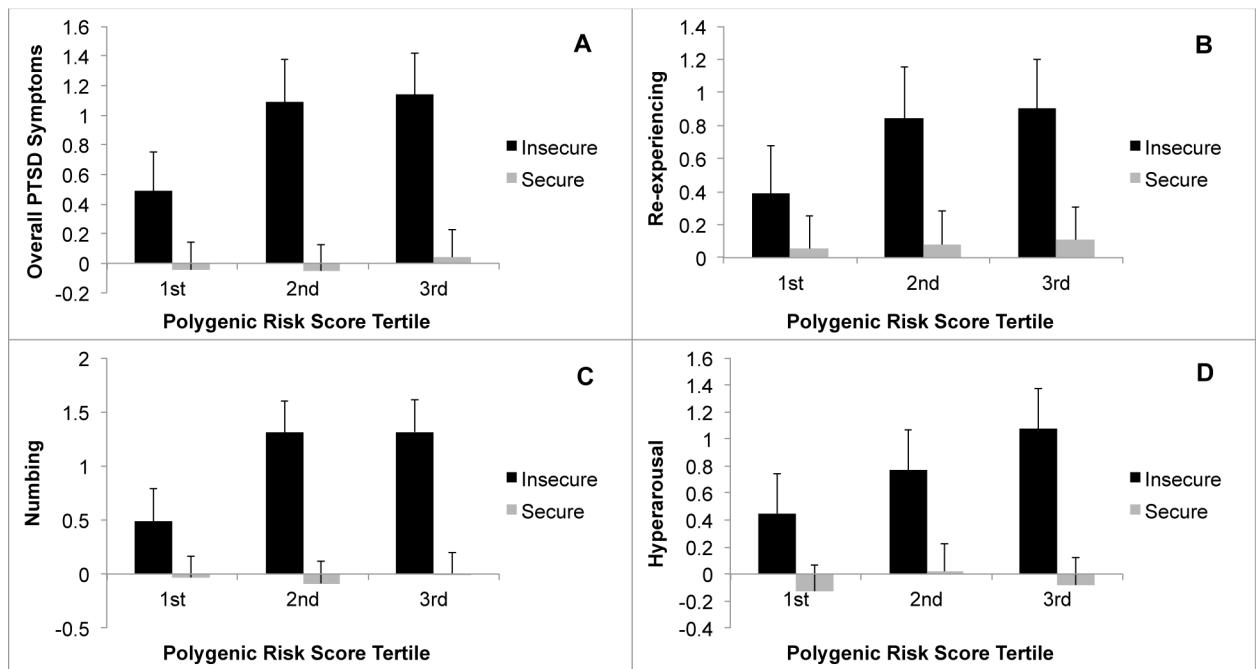 A
Overall PTSD Symptoms
1.6
1.4
1.2
1
0.8
0.6
0.4
0.2
0
-0.2
1st 2nd 3rd
Polygenic Risk Score Tertile
Insecure
Secure
B
Re-experiencing
1.4
1.2
1
0.8
0.6
0.4
0.2
0
1st 2nd 3rd
Polygenic Risk Score Tertile
Insecure
Secure
C
Numbing
2
1.5
1
0.5
0
-0.5
1st 2nd 3rd
Polygenic Risk Score Tertile
Insecure
Secure
D
Hyperarousal
1.6
1.4
1.2
1
0.8
0.6
0.4
0.2
0
-0.2
-0.4
1st 2nd 3rd
Polygenic Risk Score Tertile
Insecure
Secure